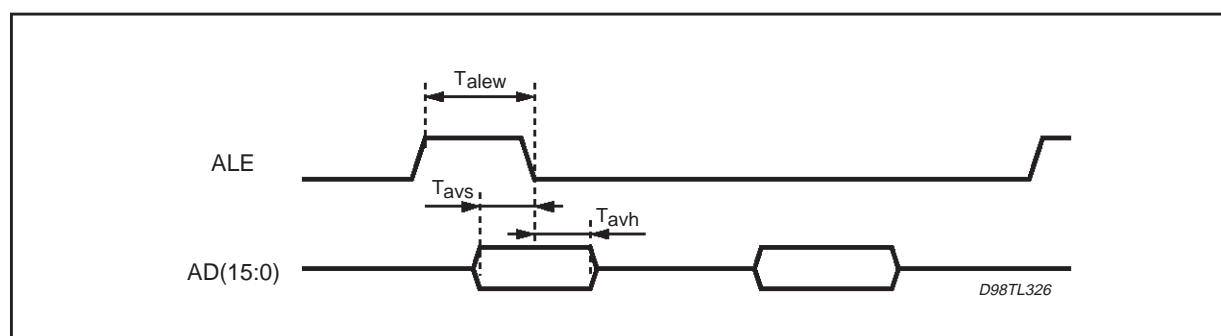 Talew
ALE
Tavs
Tavh
AD(15:0)
D98TL326